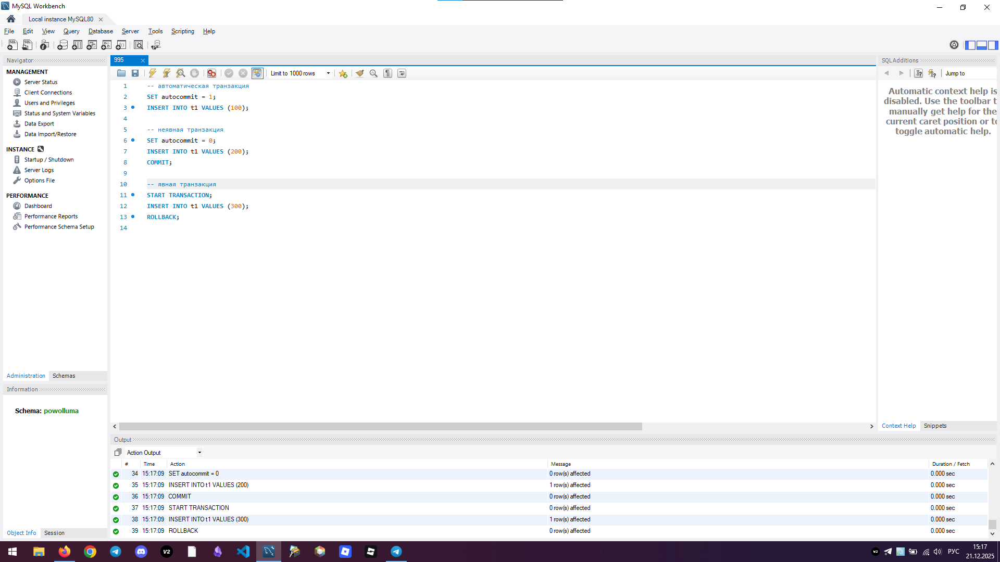 MySQL Workbench
Local instance MySQL80
File Edit View Query Database Server Tools Scripting Help
Navigator
MANAGEMENT
Server Status
Client Connections
Users and Privileges
Status and System Variables
Data Export
Data Import/Restore
INSTANCE
Startup / Shutdown
Server Logs
Options File
PERFORMANCE
Dashboard
Performance Reports
Performance Schema Setup
Administration Schemas
Information
Schema: powolluma
Object Info Session
995
Limit to 1000 rows
1 -- автоматическая транзакция
2 SET autocommit = 1;
3 INSERT INTO t1 VALUES (100);
4
5 -- неявная транзакция
6 SET autocommit = 0;
7 INSERT INTO t1 VALUES (200);
8 COMMIT;
9
10 -- явная транзакция
11 START TRANSACTION;
12 INSERT INTO t1 VALUES (300);
13 ROLLBACK;
14
SQLAdditions
Jump to
Automatic context help is
disabled. Use the toolbar t
manually get help for the
current caret position or to
toggle automatic help.
Context Help Snippets
Output
Action Output
# Time Action Message Duration / Fetch
34 15:17:09 SET autocommit = 0 0 row(s) affected 0.000 sec
35 15:17:09 INSERT INTO t1 VALUES (200) 1 row(s) affected 0.000 sec
36 15:17:09 COMMIT 0 row(s) affected 0.000 sec
37 15:17:09 START TRANSACTION 0 row(s) affected 0.000 sec
38 15:17:09 INSERT INTO t1 VALUES (300) 1 row(s) affected 0.000 sec
39 15:17:09 ROLLBACK 0 row(s) affected 0.000 sec
V2
РУС
15:17
21.12.2025